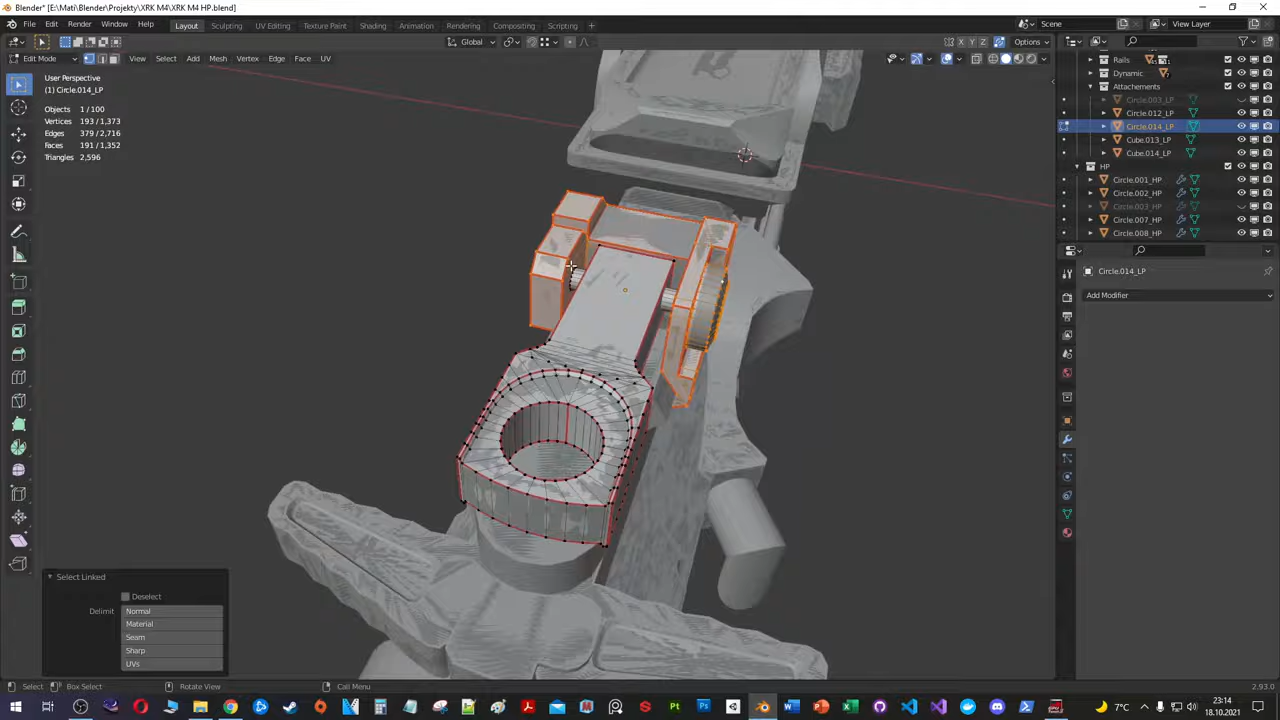 Blender* [E:\Mati\Blender\Projekty\XRK M4\XRK M4 HP.blend]
File Edit Render Window Help Layout Sculpting UV Editing Texture Paint Shading Animation Rendering Compositing Scripting + Scene View Layer
Global X Y Z Options
Edit Mode View Select Add Mesh Vertex Edge Face UV
User Perspective
(1) Circle.014_LP
Objects 1 / 100
Vertices 193 / 1,373
Edges 379 / 2,716
Faces 191 / 1,352
Triangles 2,596
Rails
Dynamic
Attachements
Circle.003_LP
Circle.012_LP
Circle.014_LP
Cube.013_LP
Cube.014_LP
HP
Circle.001_HP
Circle.002_HP
Circle.003_HP
Circle.007_HP
Circle.008_HP
Circle.014_LP
Add Modifier
Select Linked
Deselect
Delimit Normal
Material
Seam
Sharp
UVs
Select Box Select Rotate View Call Menu 2.93.0
7°C 23:14
18.10.2021